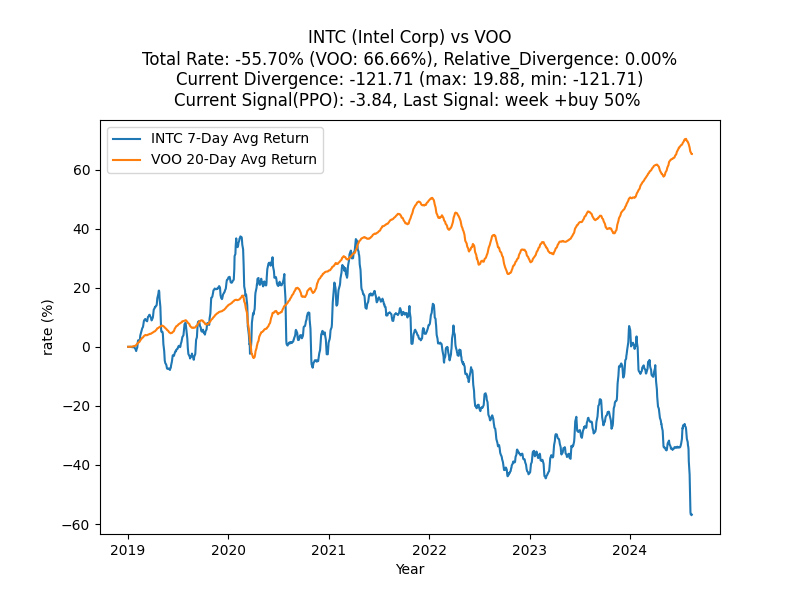 INTC (Intel Corp) vs VOO
Total Rate: -55.70% (VOO: 66.66%), Relative_Divergence: 0.00%
Current Divergence: -121.71 (max: 19.88, min: -121.71)
Current Signal(PPO): -3.84, Last Signal: week +buy 50%
INTC 7-Day Avg Return
VOO 20-Day Avg Return
60
40
20
0
−20
−40
−60
rate (%)
2019 2020 2021 2022 2023 2024
Year